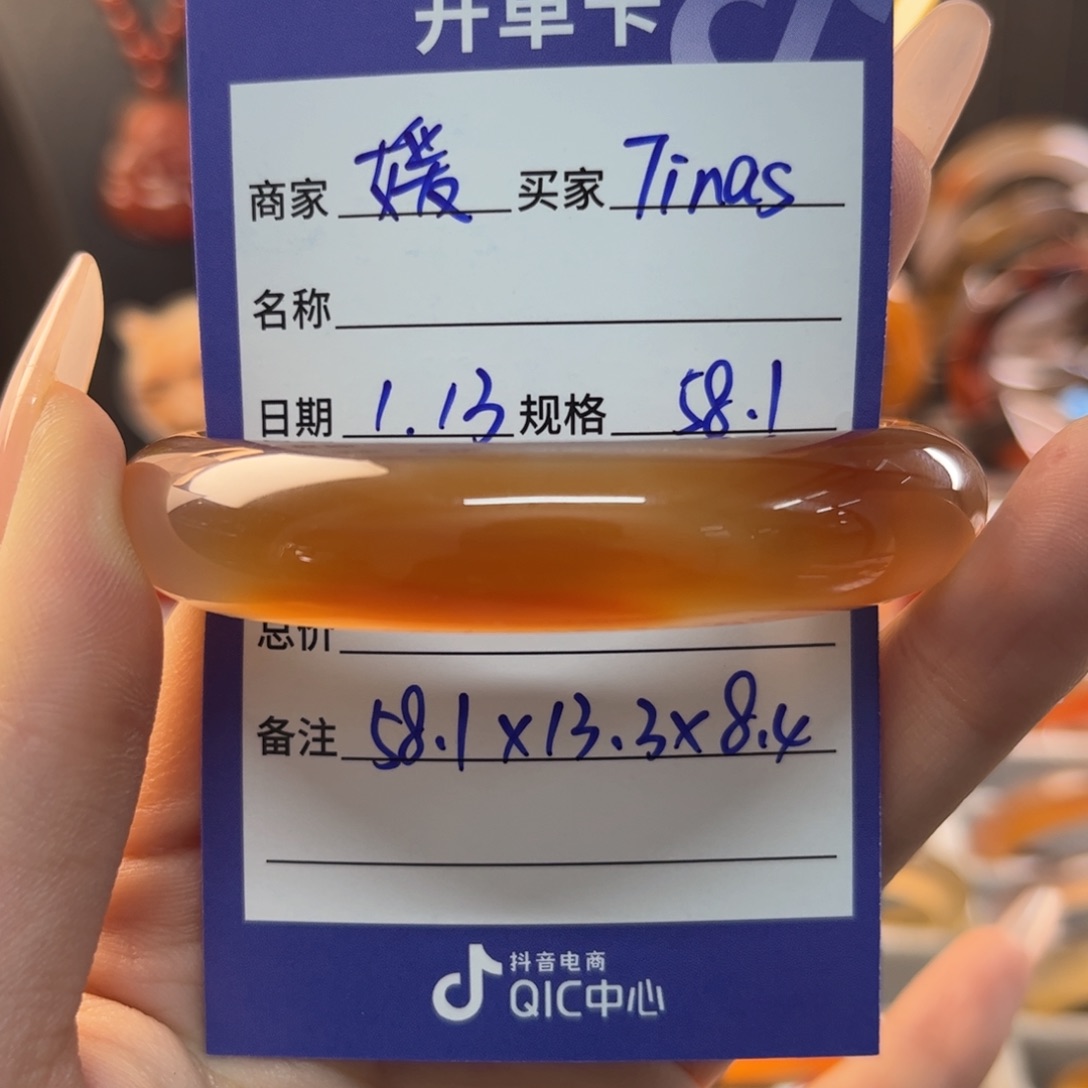 开单卡
商家 媛 买家 Tinas
名称
日期 1.13 规格 58.1
总价
备注 58.1×13.3×8.4
抖音电商
QIC中心